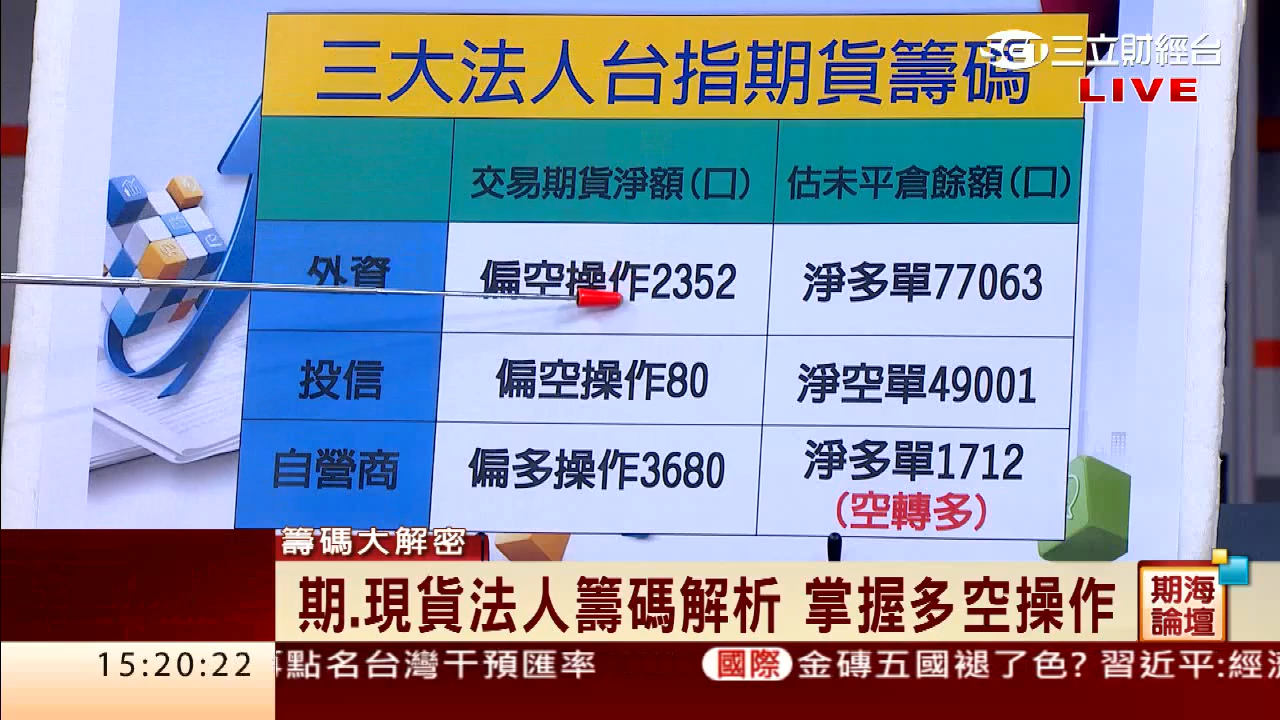 三大法人台指期貨籌碼
SET三立財經台
LIVE
交易期貨淨額(口)
估未平倉餘額(口)
外資
偏空操作2352
淨多單77063
投信
偏空操作80
淨空單49001
自營商
偏多操作3680
淨多單1712
(空轉多)
籌碼大解密
期.現貨法人籌碼解析 掌握多空操作
期海
論壇
15:20:22
點名台灣干預匯率
國際 金磚五國褪了色? 習近平:經